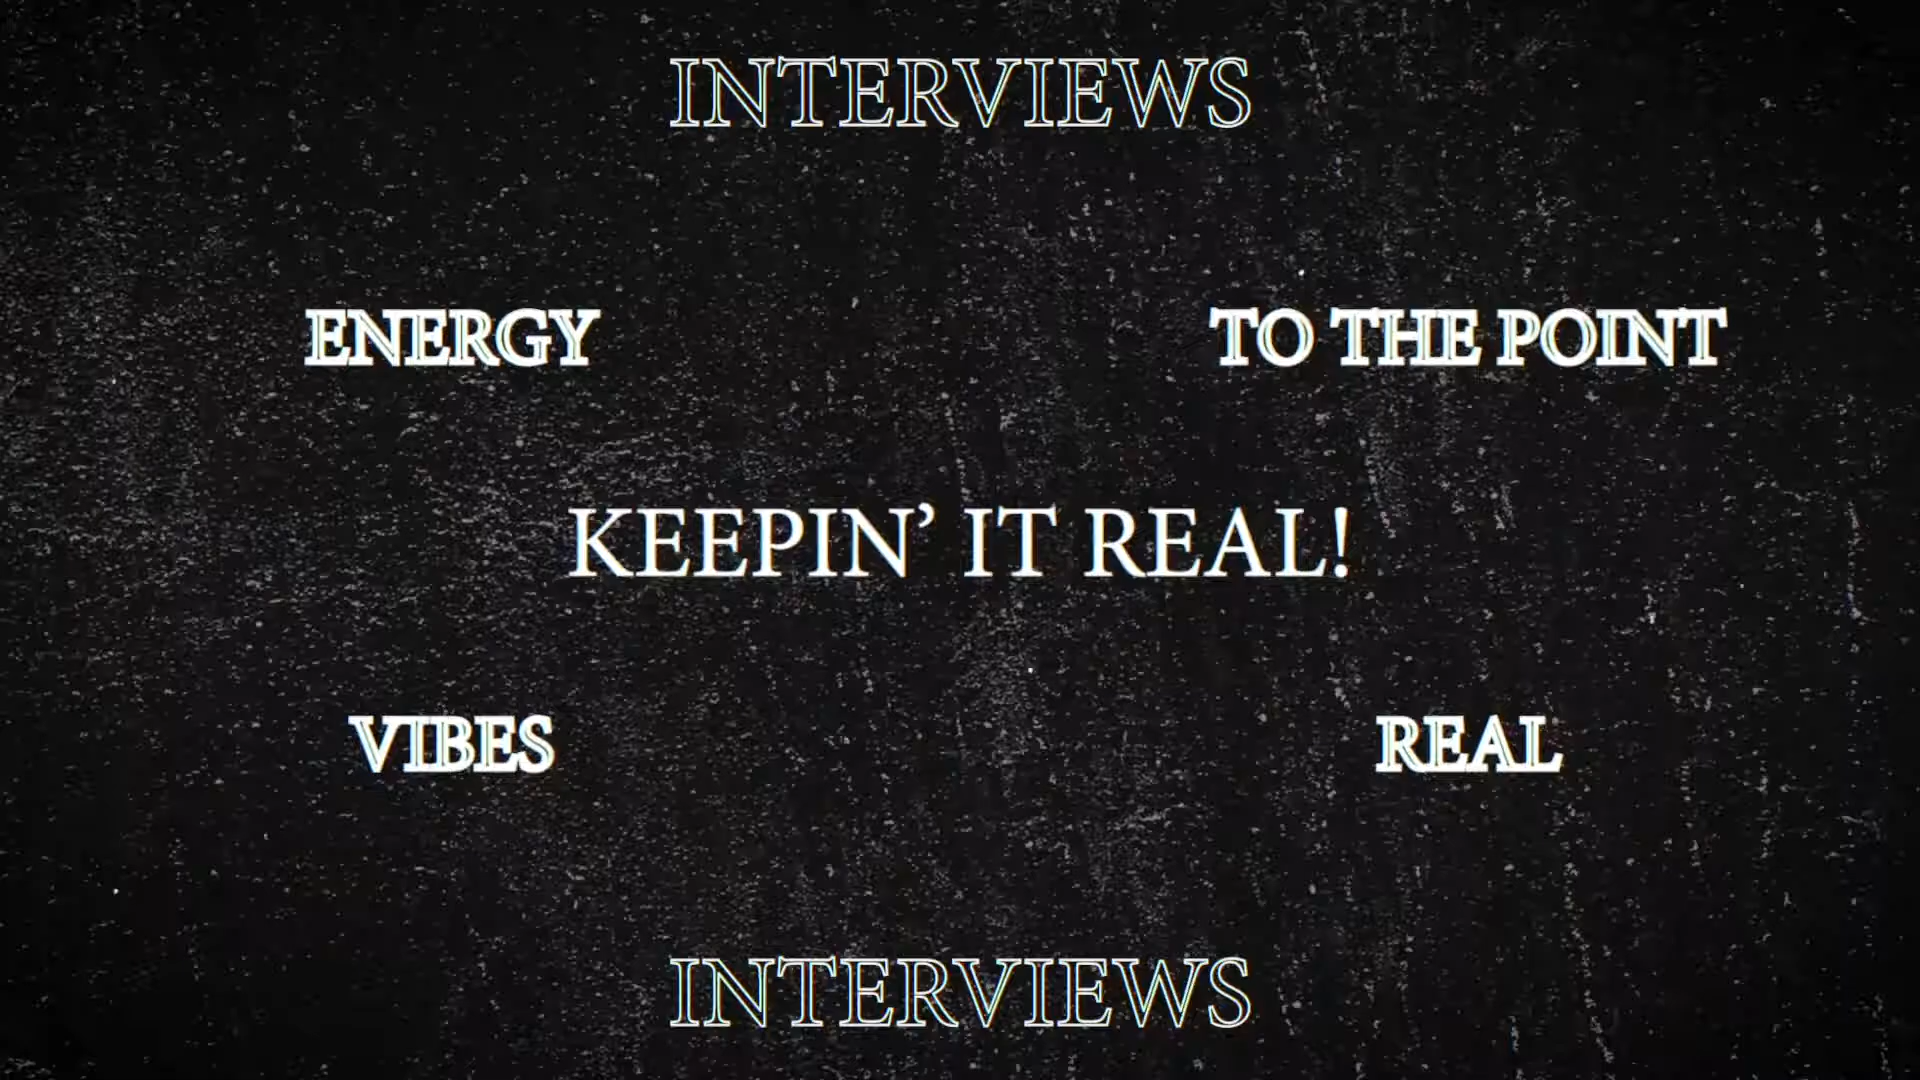 INTERVIEWS
ENERGY
TO THE POINT
KEEPIN’ IT REAL!
VIBES
REAL
INTERVIEWS